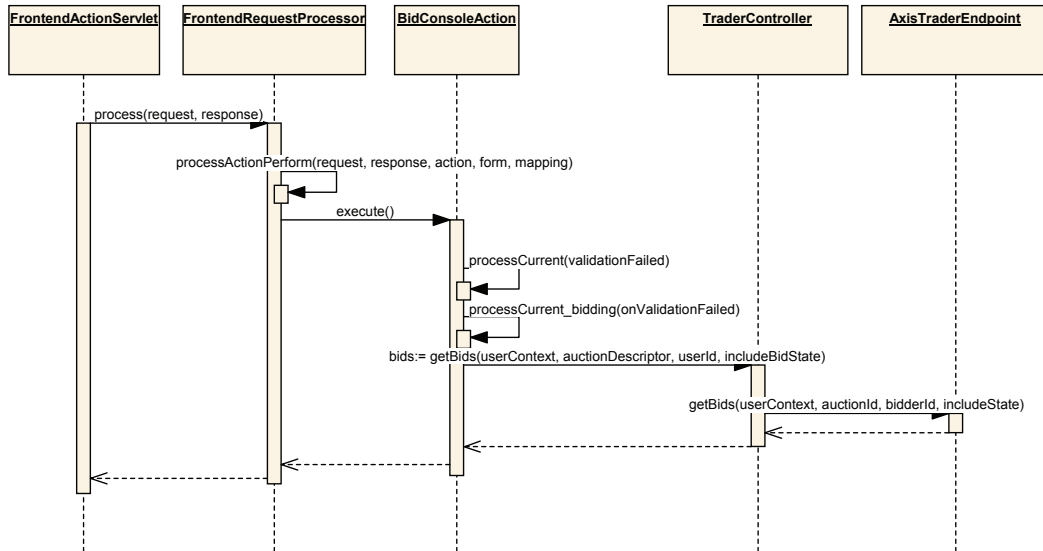 FrontendActionServlet
FrontendRequestProcessor
BidConsoleAction
TraderController
AxisTraderEndpoint
process(request, response)
processActionPerform(request, response, action, form, mapping)
execute()
processCurrent(validationFailed)
processCurrent_bidding(onValidationFailed)
bids:= getBids(userContext, auctionDescriptor, userId, includeBidState)
getBids(userContext, auctionId, bidderId, includeState)